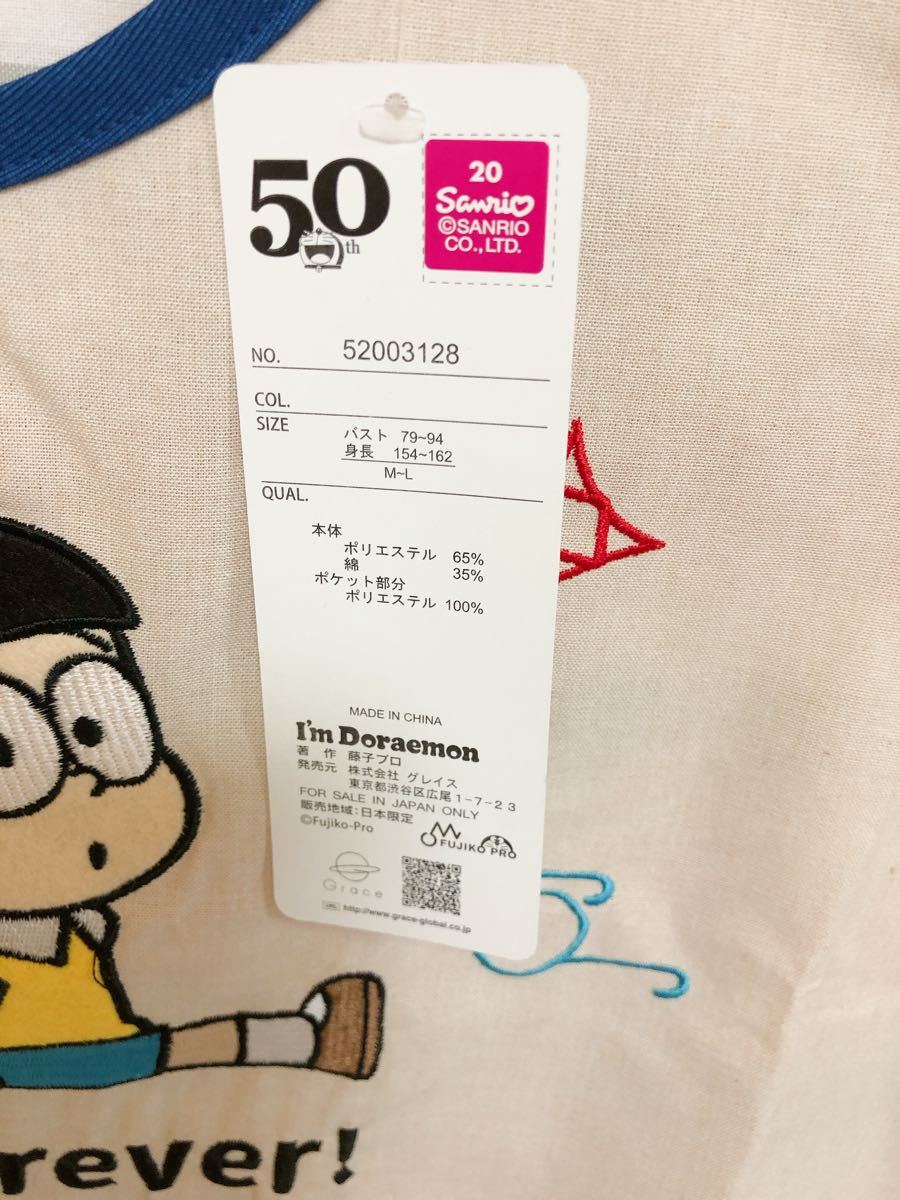 50th
20
Sanrio
©SANRIO
CO.,LTD.
NO. 52003128
COL.
SIZE
バスト 79~94
身長 154~162
M~L
QUAL.
本体
ポリエステル 65%
綿 35%
ポケット部分
ポリエステル 100%
MADE IN CHINA
I'm Doraemon
著 作 藤子プロ
発売元 株式会社 グレイス
東京都渋谷区広尾1-7-23
FOR SALE IN JAPAN ONLY
販売地域:日本限定
©Fujiko-Pro
FUJIKO PRO
Grace
URL http://www.grace-global.co.jp
rever!